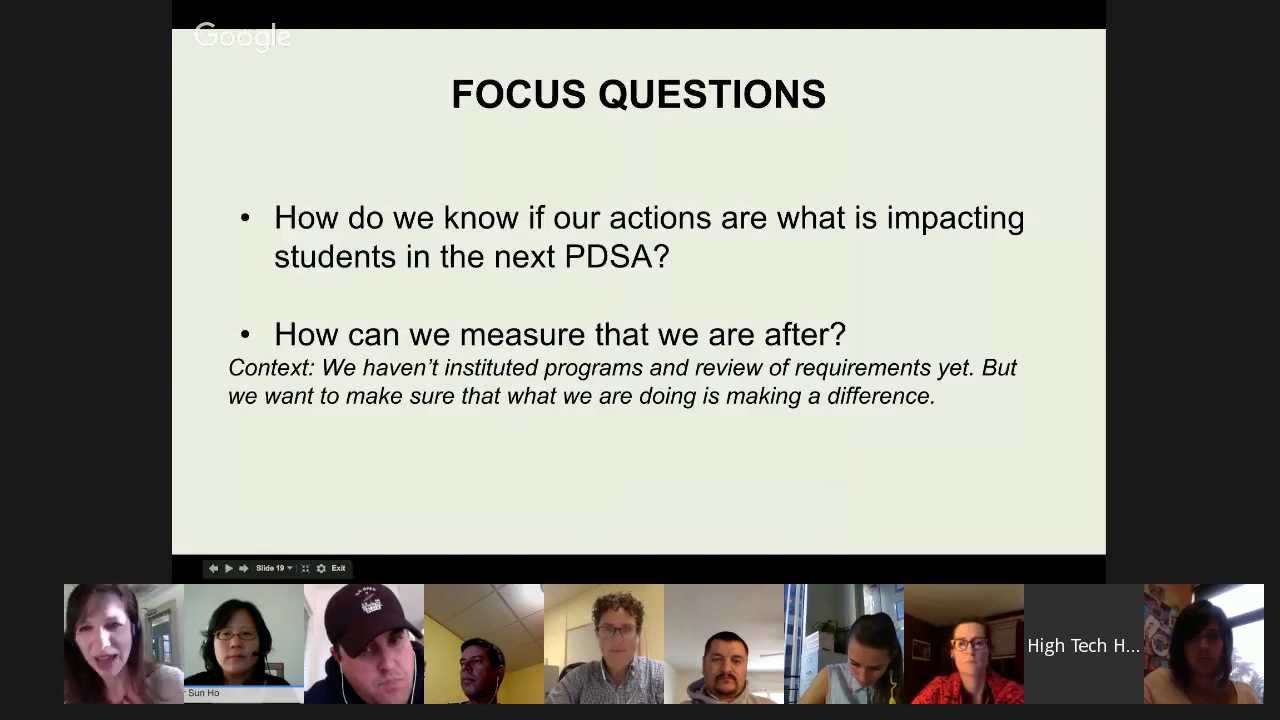 Google
FOCUS QUESTIONS
• How do we know if our actions are what is impacting
students in the next PDSA?
• How can we measure that we are after?
Context: We haven't instituted programs and review of requirements yet. But
we want to make sure that what we are doing is making a difference.
Slide 19
Exit
Sun Ho
High Tech H...